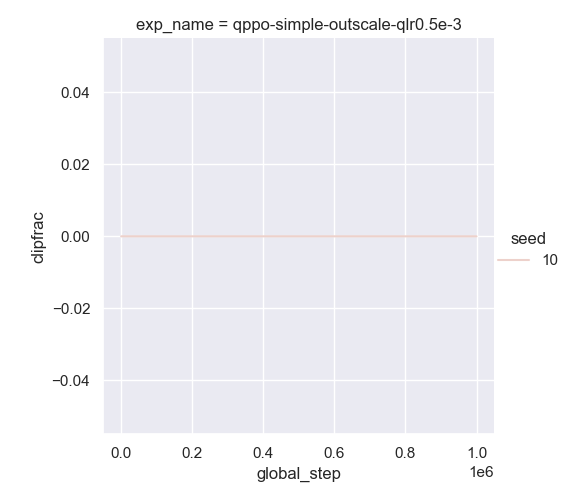 exp_name = qppo-simple-outscale-qlr0.5e-3
0.04
0.02
0.00
−0.02
−0.04
clipfrac
seed
10
0.0 0.2 0.4 0.6 0.8 1.0
1e6
global_step